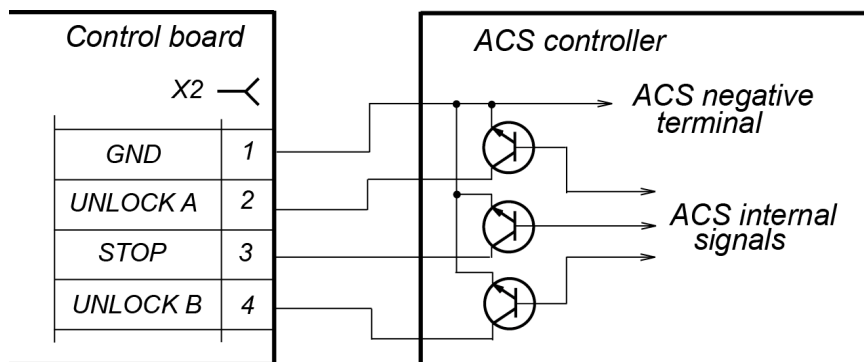 Control board
ACS controller
X2
ACS negative
terminal
GND 1
UNLOCK A 2
STOP 3
UNLOCK B 4
ACS internal
signals